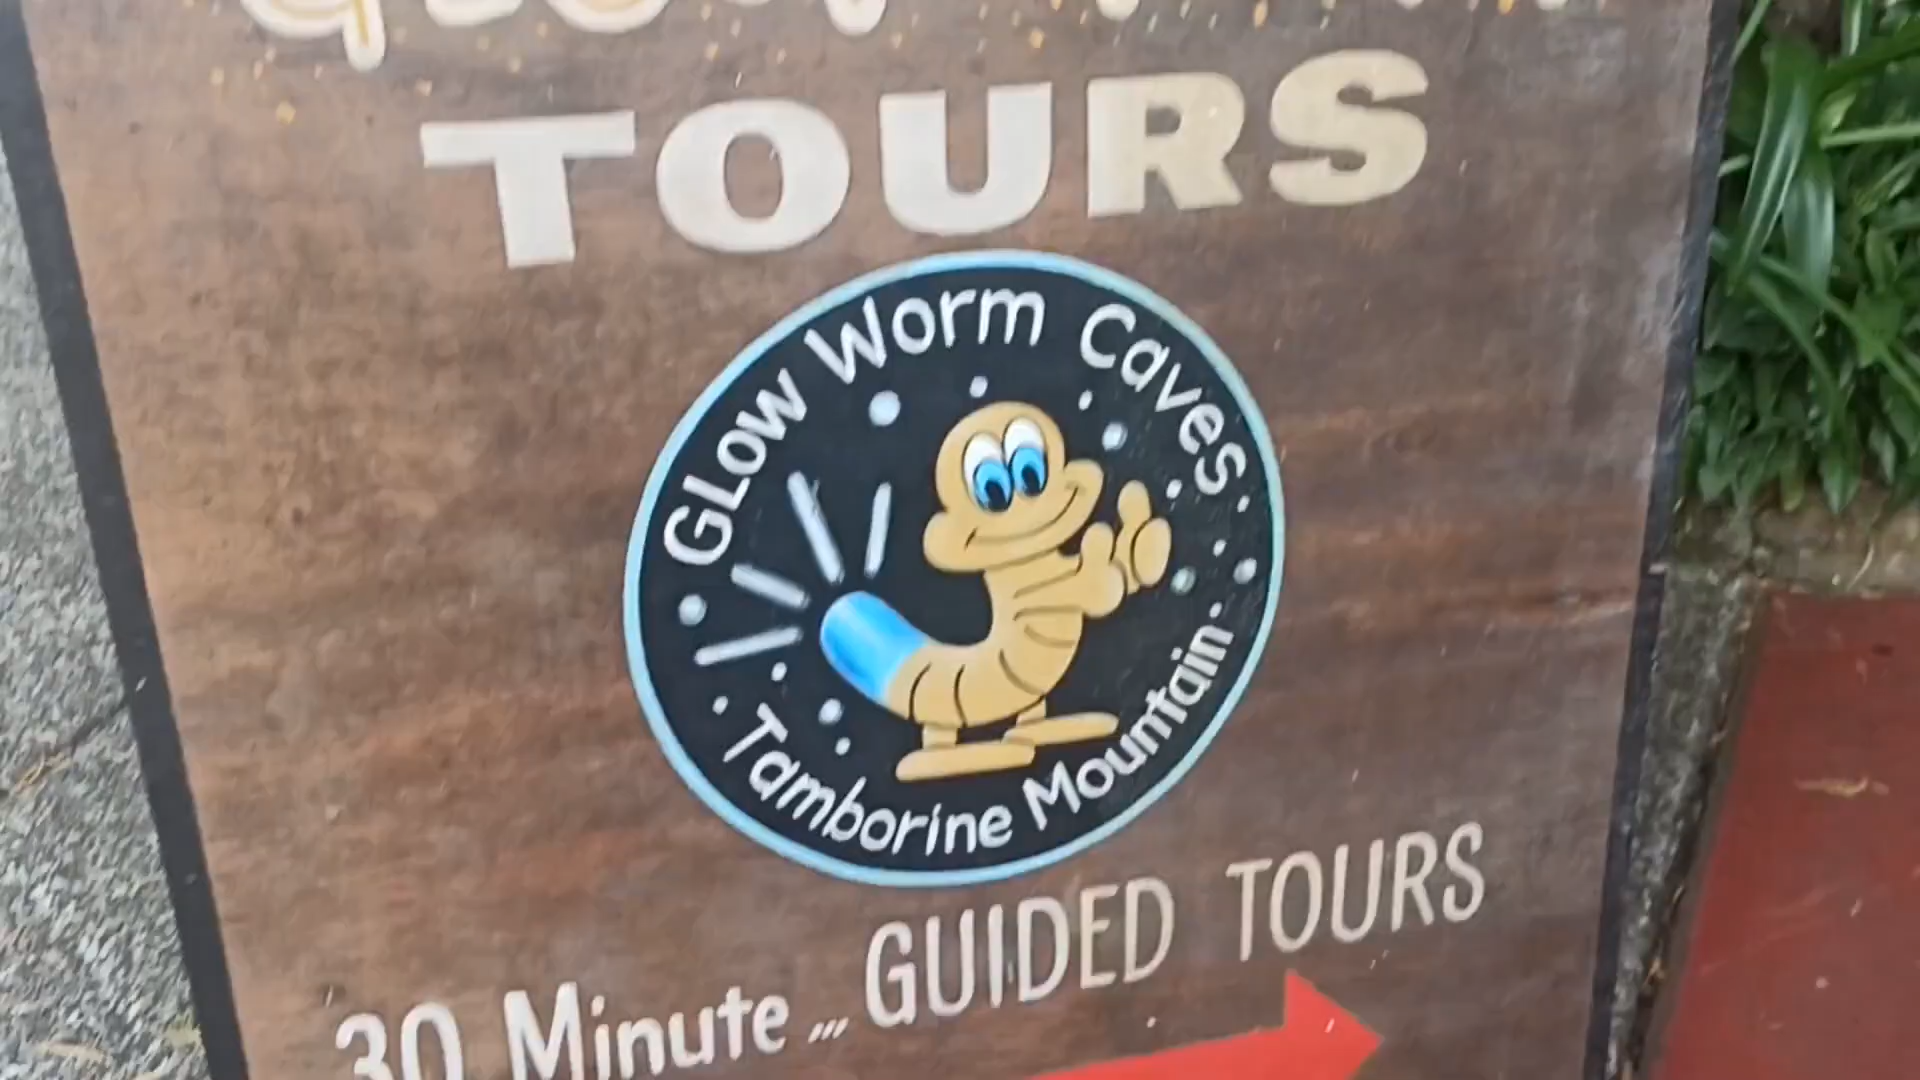 TOURS
GLow Worm Caves
Tamborine Mountain
30 Minute... GUIDED TOURS